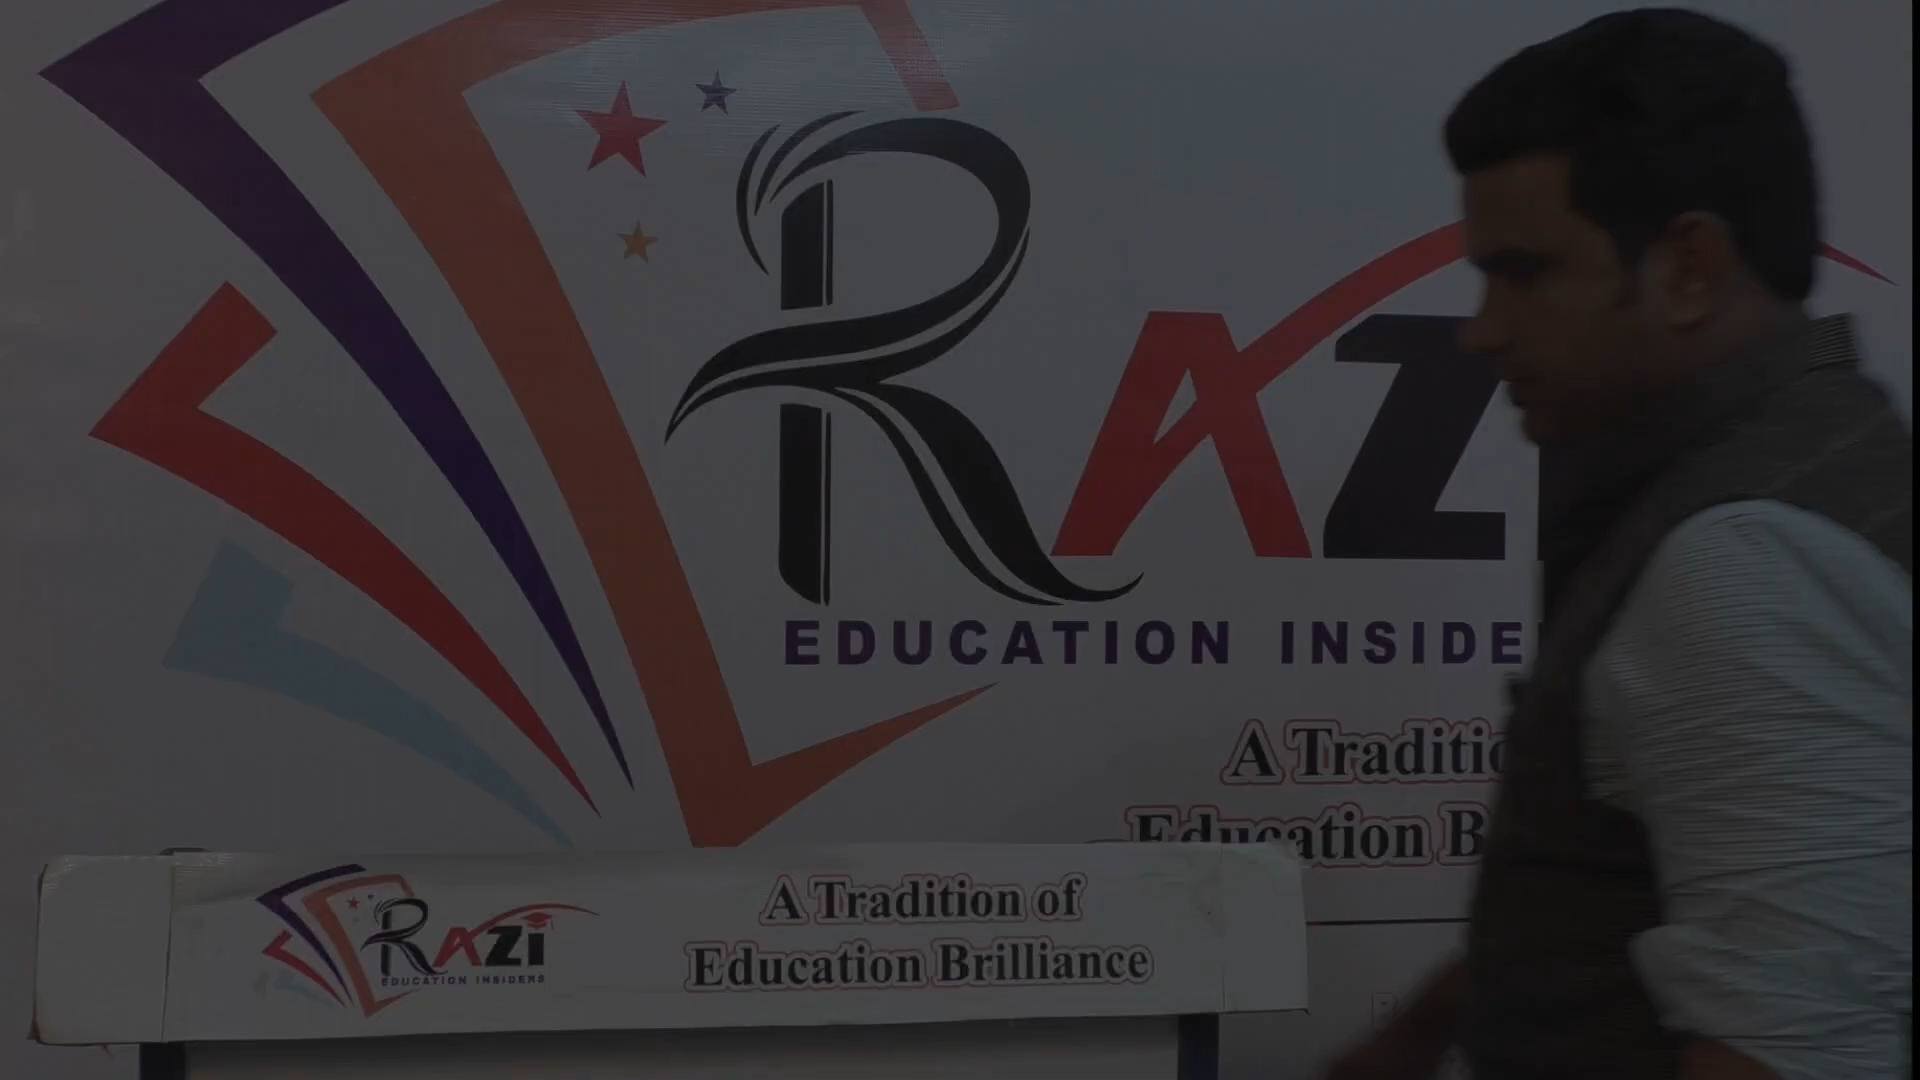 RAZ
EDUCATION INSIDE
A Traditio
Education B
RAZi
EDUCATION INSIDERS
A Tradition of
Education Brilliance